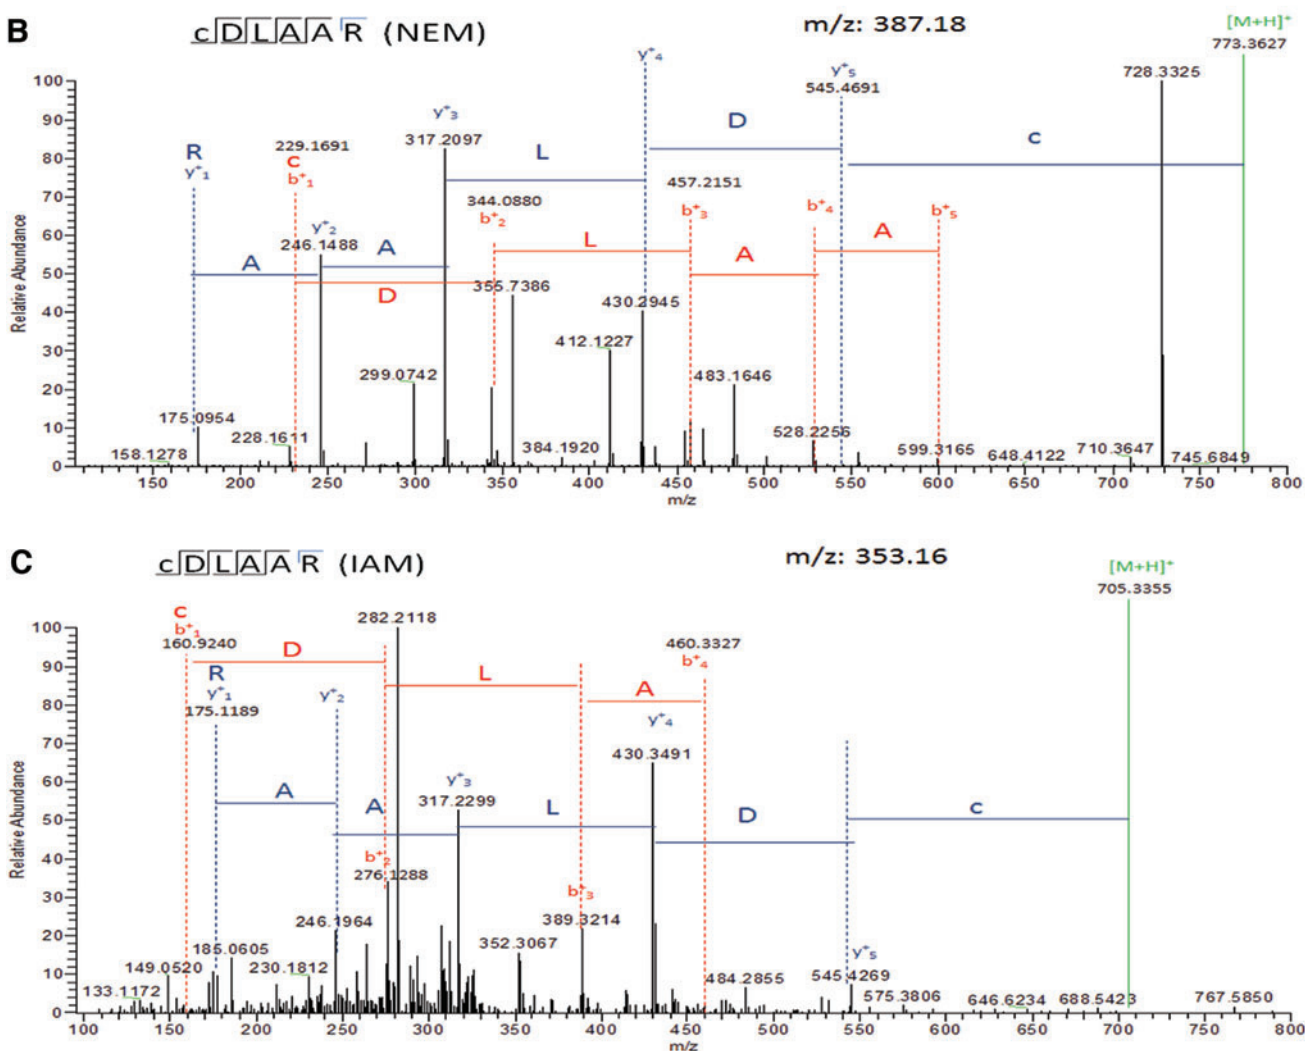 B
cDLAAR (NEM)
m/z: 387.18
[M+H]+
773.3627
y+4
y+5
545.4691
728.3325
100
90
80
70
60
50
40
30
20
10
0
Relative Abundance
y+3
317.2097
D
c
R
y+1
229.1691
c
b+1
L
457.2151
344.0880
b+2
b+3
b+4
b+5
y+2
246.1488
A
A
L
A
A
D
355.7386
430.2945
412.1227
299.0742
483.1646
175.0954
228.1611
384.1920
528.2256
158.1278
599.3165
648.4122
710.3647
745.6849
150 200 250 300 350 400 450 500 550 600 650 700 750 800
m/z
C
cDLAAR (IAM)
m/z: 353.16
[M+H]+
705.3355
c
b+1
160.9240
282.2118
D
460.3327
b+4
R
y+1
175.1189
y+2
L
A
y+4
430.3491
100
90
80
70
60
50
40
30
20
10
0
Relative Abundance
A
A
y+3
317.2299
L
D
c
b+2
276.1288
b+3
389.3214
246.1964
185.0605
352.3067
y+5
149.0520
230.1812
484.2855
545.4269
133.1172
575.3806
646.6234
688.5423
767.5850
100 150 200 250 300 350 400 450 500 550 600 650 700 750 800
m/z